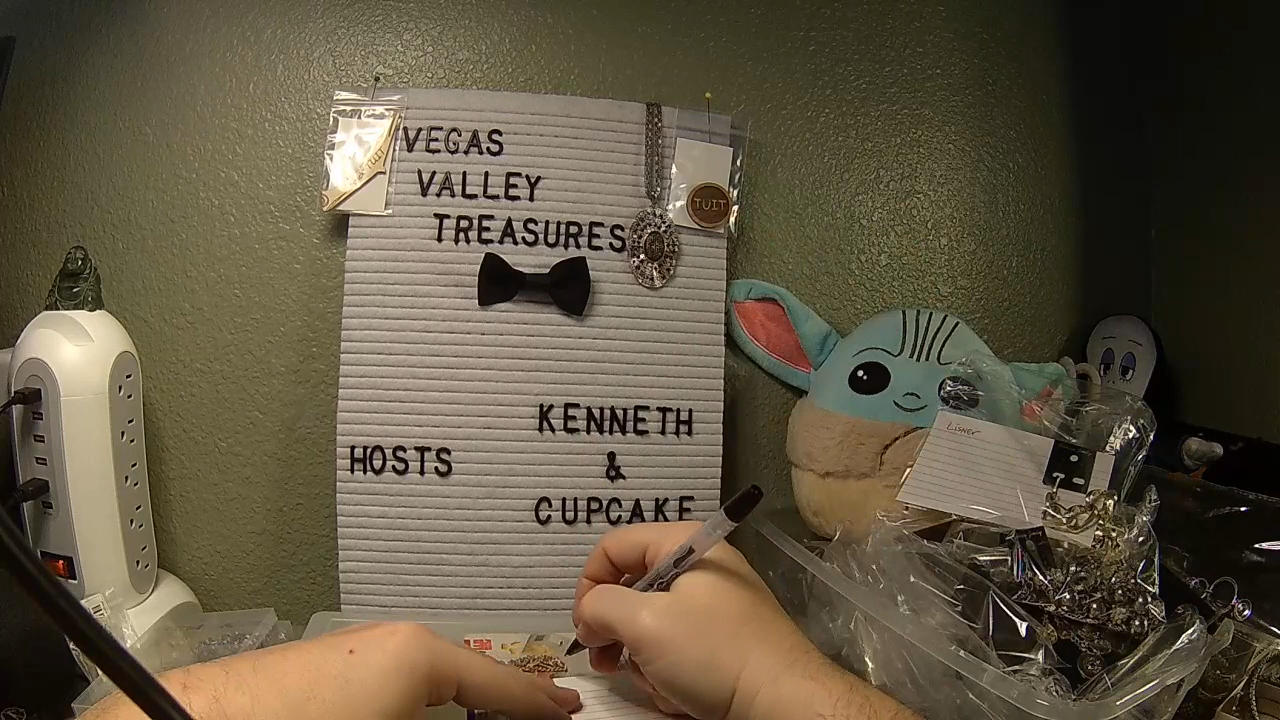 VEGAS
VALLEY
TREASURES
TUIT
HOSTS
KENNETH
&
CUPCAKE
Lisner